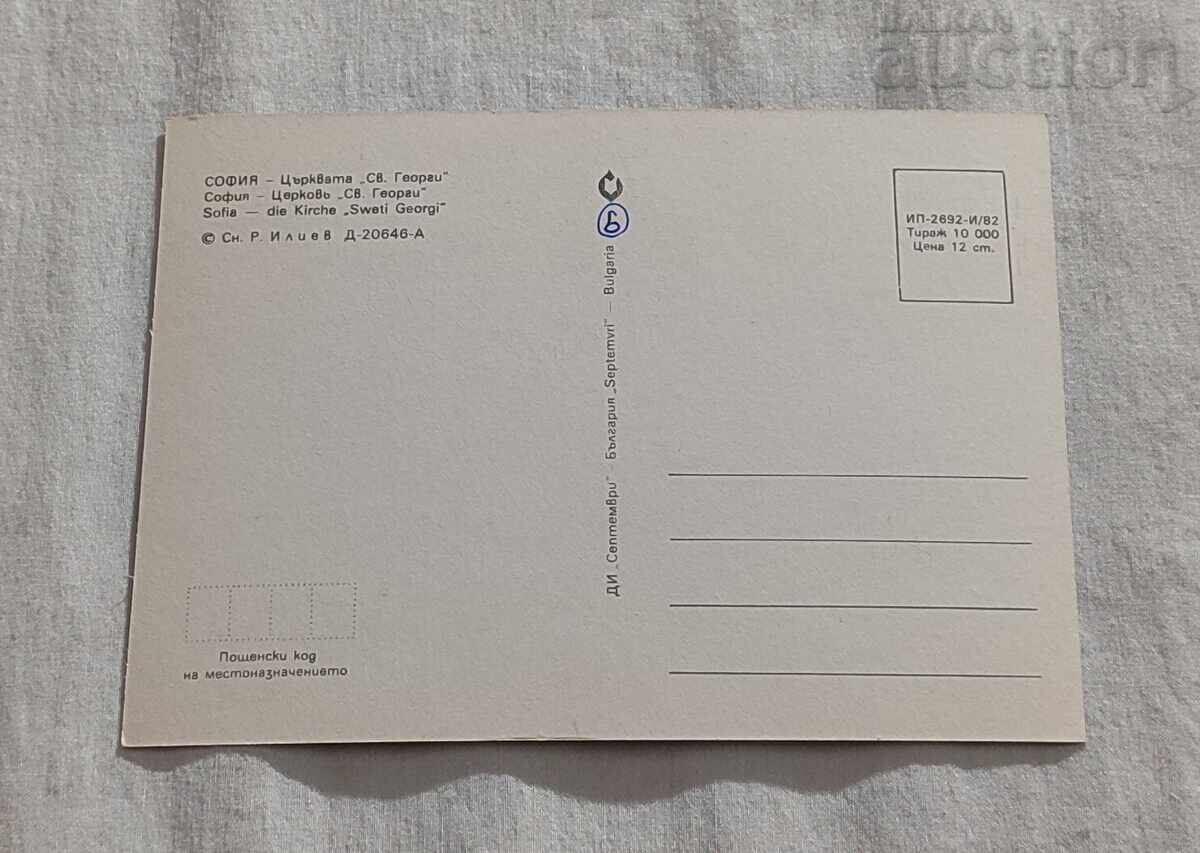 BALKAN
auction
СОФИЯ – Църквата „Св. Георги"
София – Церковь „Св. Георги"
Sofia — die Kirche „Sweti Georgi"
© Сн. Р. Илиев Д-20646-А
ДИ „Септември" – България „Septemvri" — Bulgaria
ИП-2692-И/82
Тираж 10 000
Цена 12 ст.
Пощенски код
на местоназначението